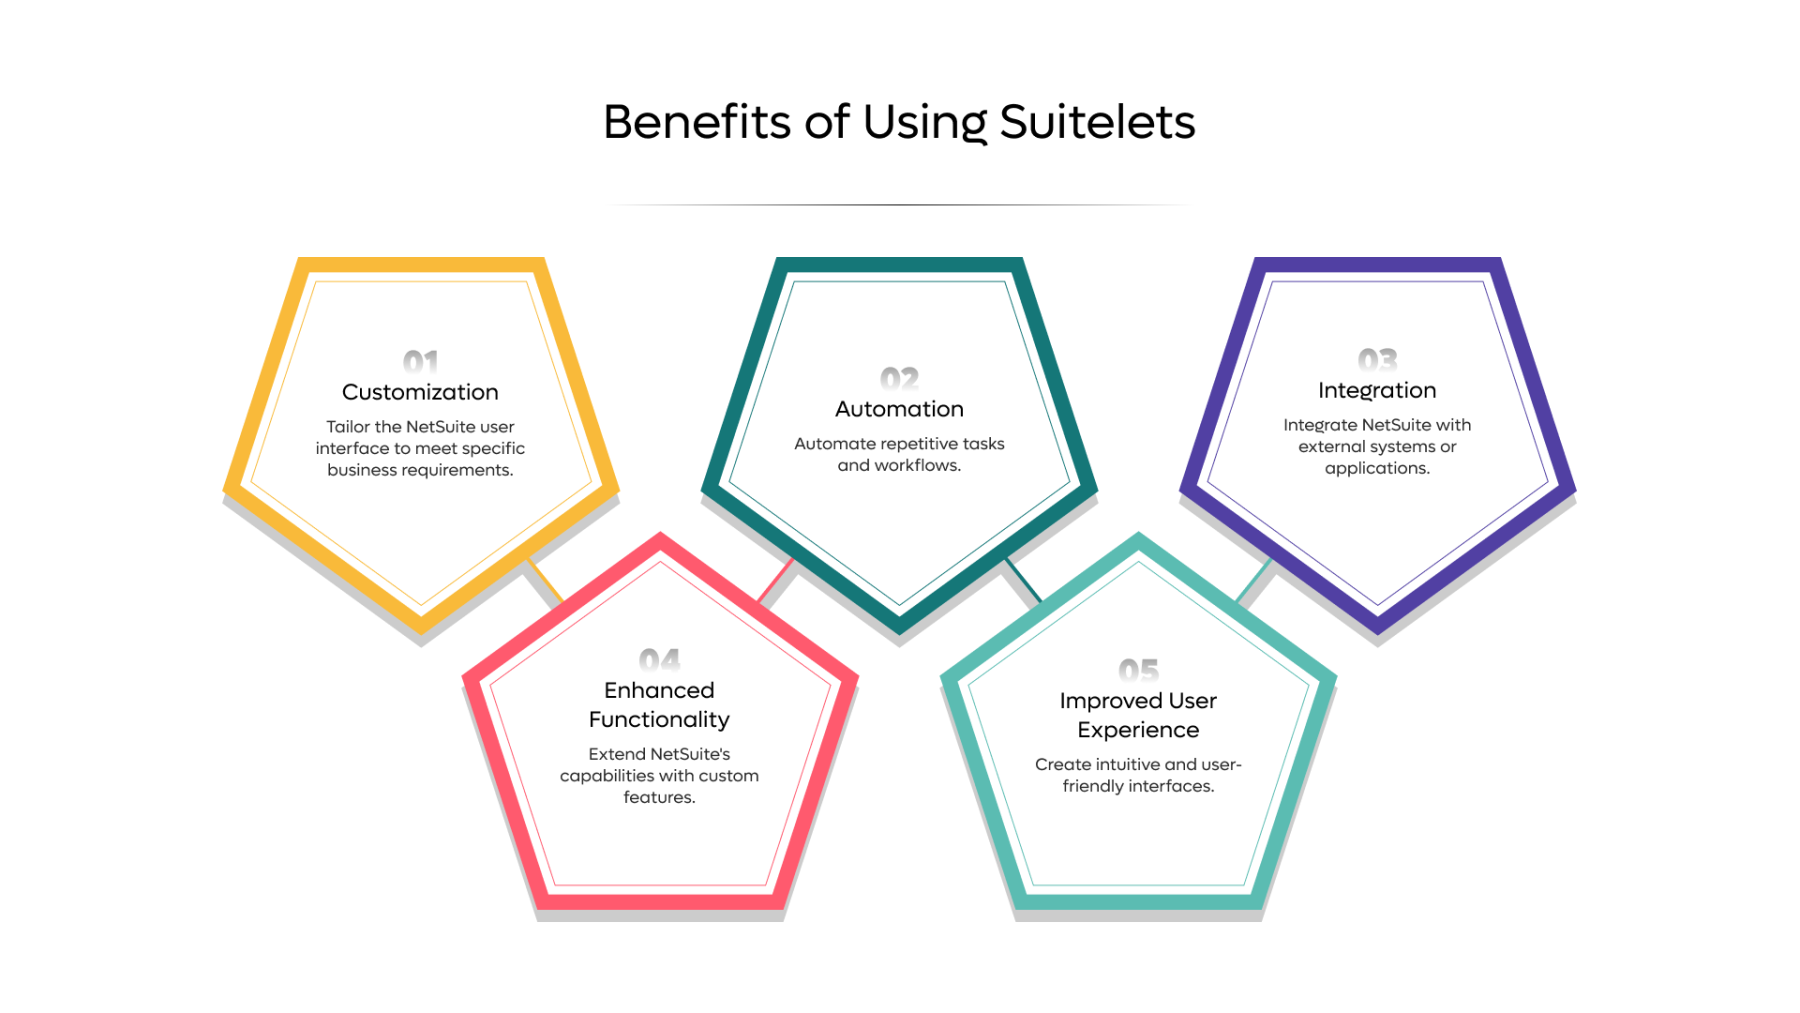 Benefits of Using Suitelets
01
Customization
Tailor the NetSuite user
interface to meet specific
business requirements.
02
Automation
Automate repetitive tasks
and workflows.
03
Integration
Integrate NetSuite with
external systems or
applications.
04
Enhanced
Functionality
Extend NetSuite's
capabilities with custom
features.
05
Improved User
Experience
Create intuitive and user-
friendly interfaces.